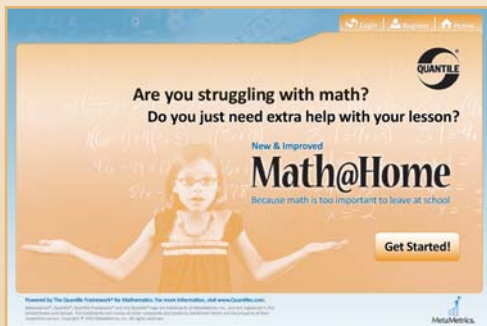 Login Register Home
QUANTILE
Are you struggling with math?
Do you just need extra help with your lesson?
New & Improved
Math@Home
Because math is too important to leave at school
Get Started!
Powered by The Quantile Framework® for Mathematics. For more information, visit www.Quantiles.com.
MetaMetrics.